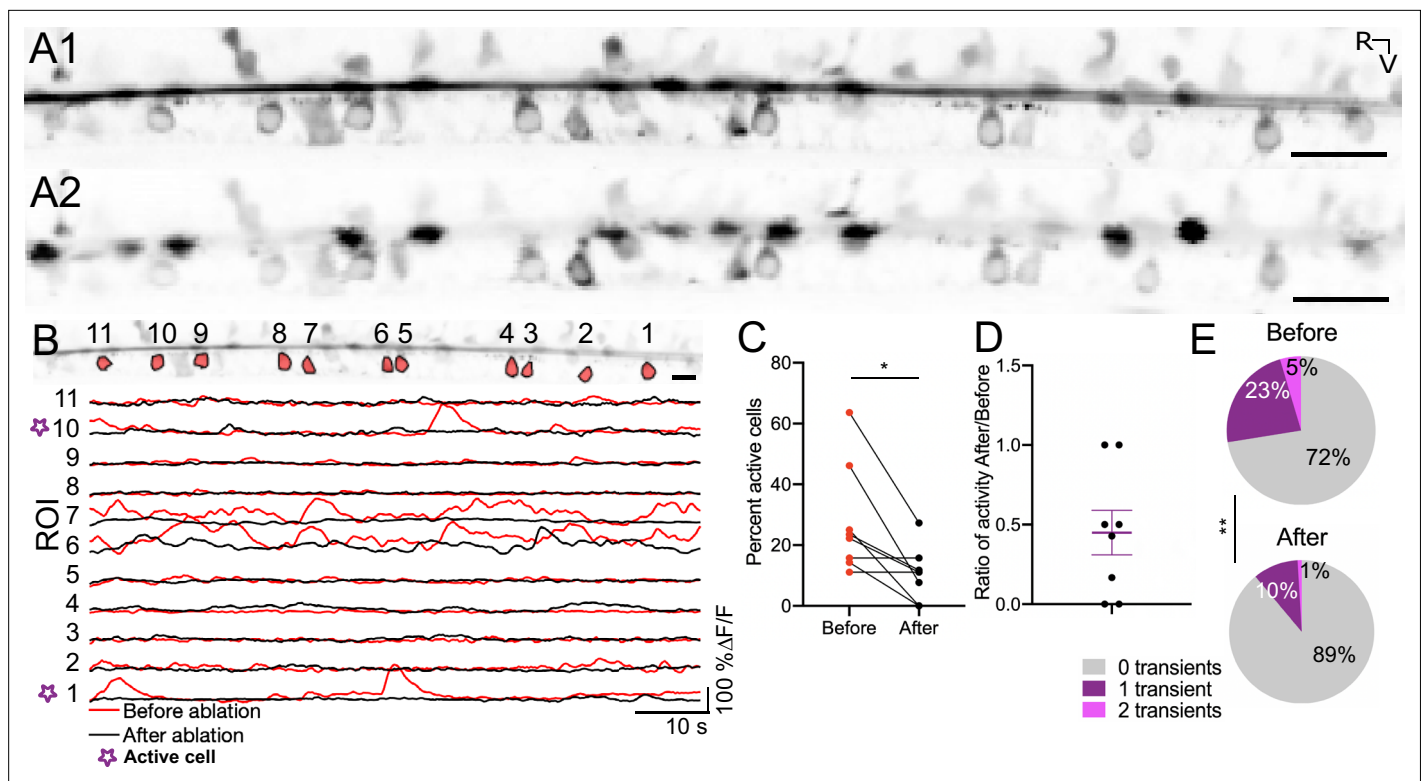 A1
R
V
A2
B
11 10 9 8 7 6 5 4 3 2 1
11
10
9
8
7
6
5
4
3
2
1
ROI
100 %ΔF/F
10 s
Before ablation
After ablation
Active cell
C
80
60
40
20
0
Percent active cells
*
Before After
D
1.5
1.0
0.5
0.0
Ratio of activity After/Before
E
Before
5%
23%
72%
**
After
1%
10%
89%
0 transients
1 transient
2 transients